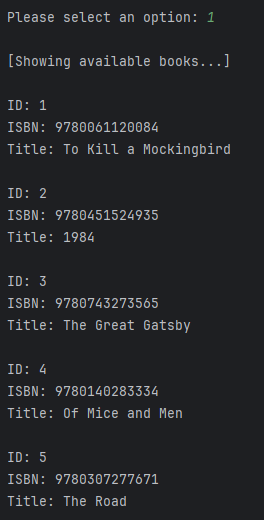 Please select an option: 1
[Showing available books...]
ID: 1
ISBN: 9780061120084
Title: To Kill a Mockingbird
ID: 2
ISBN: 9780451524935
Title: 1984
ID: 3
ISBN: 9780743273565
Title: The Great Gatsby
ID: 4
ISBN: 9780140283334
Title: Of Mice and Men
ID: 5
ISBN: 9780307277671
Title: The Road